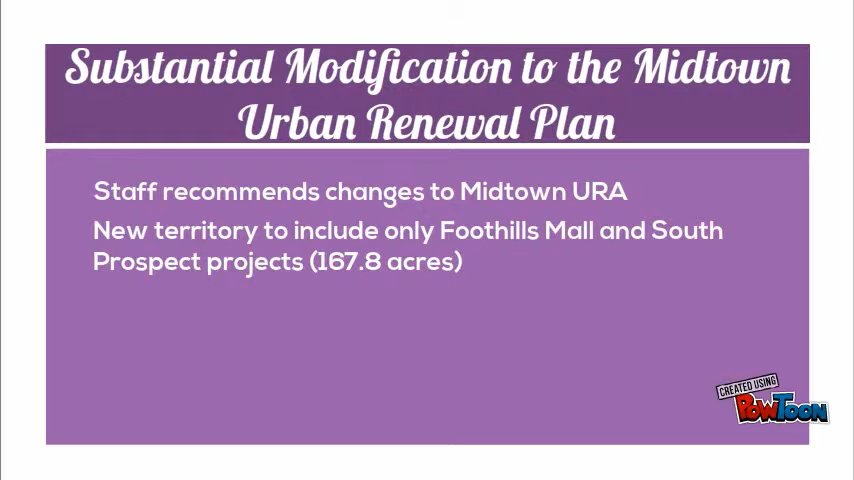 Substantial Modification to the Midtown
Urban Renewal Plan
Staff recommends changes to Midtown URA
New territory to include only Foothills Mall and South
Prospect projects (167.8 acres)
CREATED USING
POWTOON